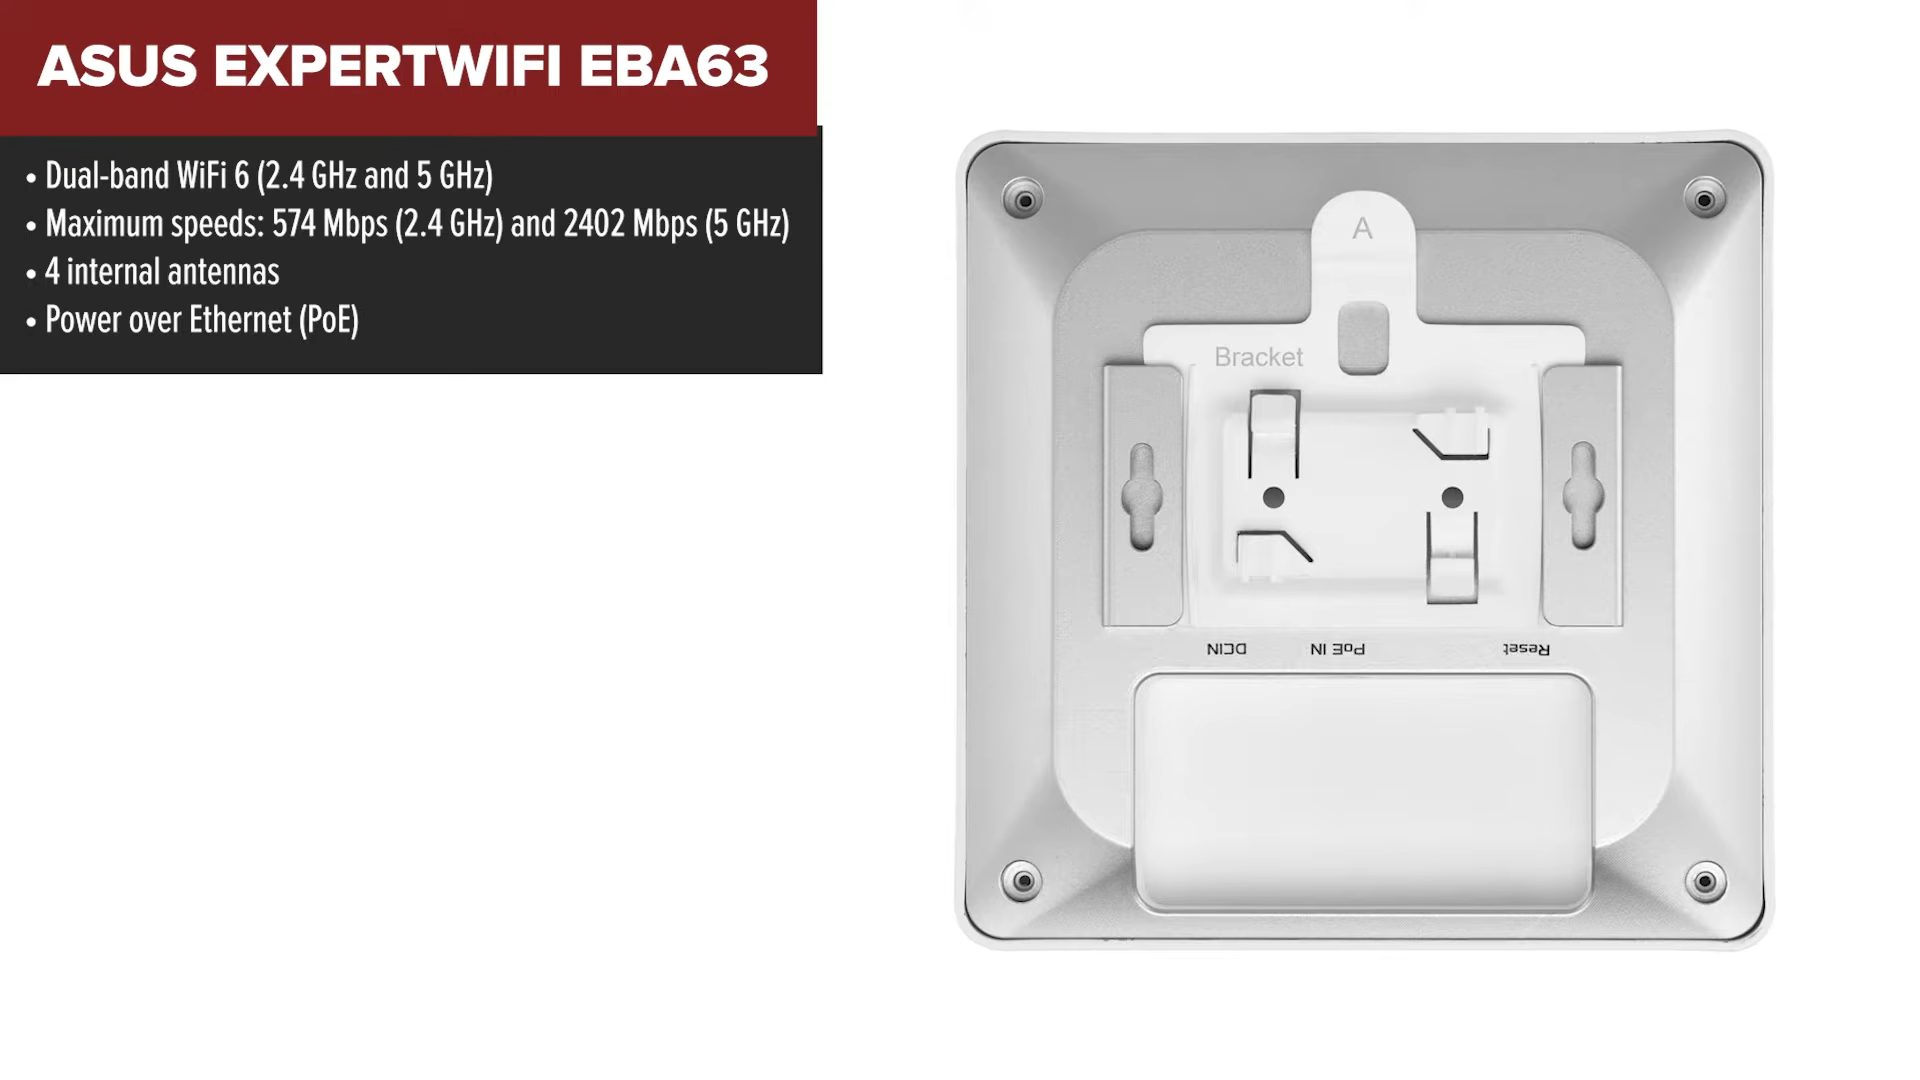 ASUS EXPERTWIFI EBA63
• Dual-band WiFi 6 (2.4 GHz and 5 GHz)
• Maximum speeds: 574 Mbps (2.4 GHz) and 2402 Mbps (5 GHz)
• 4 internal antennas
• Power over Ethernet (PoE)
A
Bracket
DCIN
PoE IN
Reset